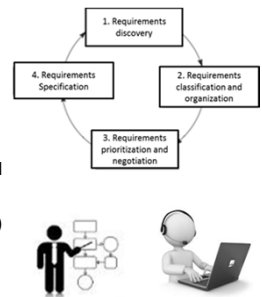 1. Requirements
discovery
4. Requirements
Specification
2. Requirements
classification and
organization
3. Requirements
prioritization and
negotiation
)